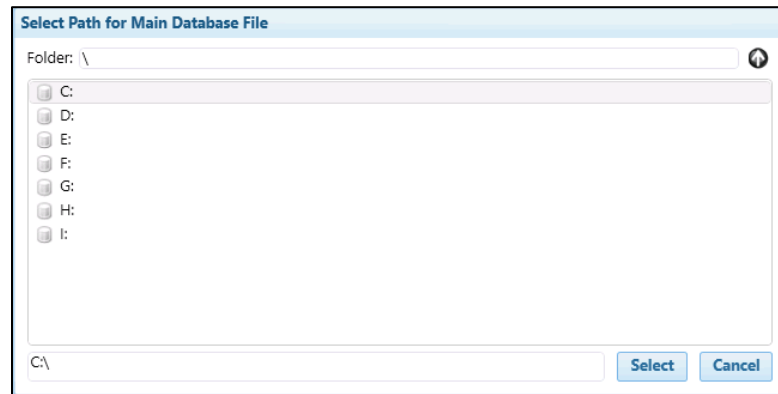 Select Path for Main Database File
Folder: \
C:
D:
E:
F:
G:
H:
I:
C:\
Select Cancel